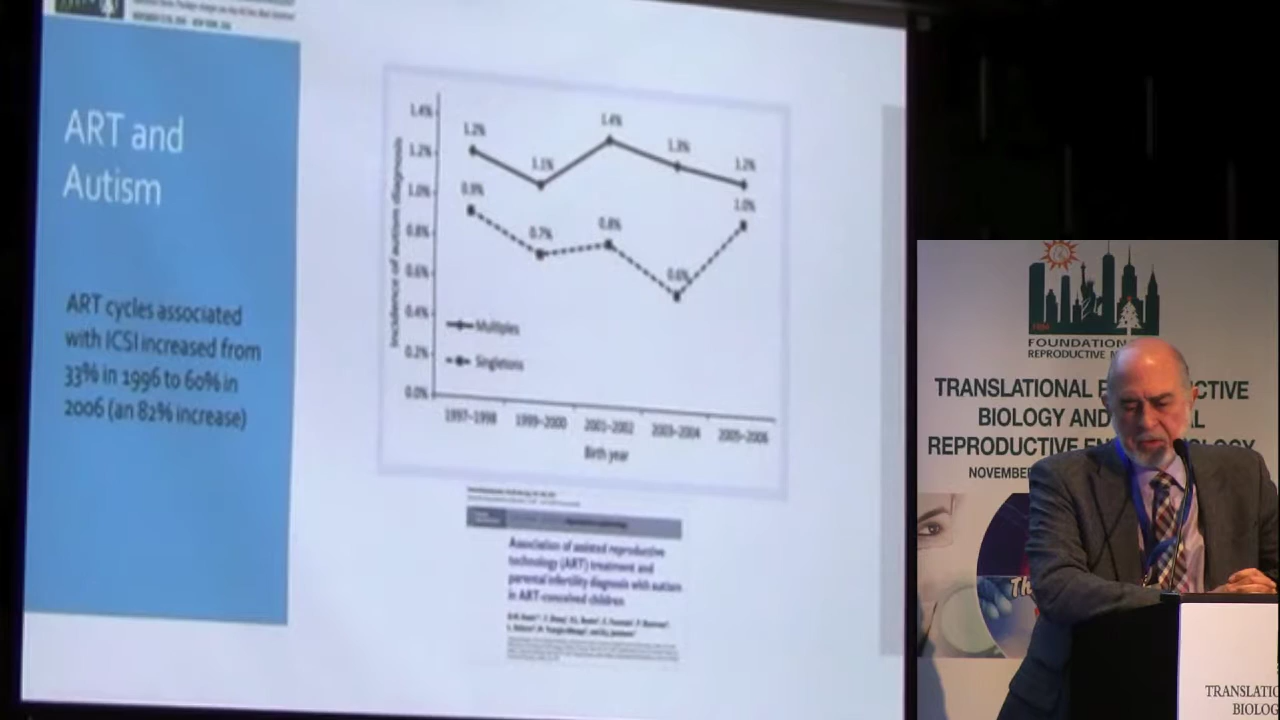 ART and
Autism
ART cycles associated
with ICSI increased from
33% in 1996 to 60% in
2006 (an 82% increase)
Incidence of autism diagnosis
1.4%
1.2%
1.0%
0.8%
0.6%
0.4%
0.2%
0.0%
1.2%
1.1%
1.4%
1.3%
1.2%
0.9%
0.7%
0.8%
0.6%
1.0%
Multiples
Singletons
1997–1998
1999–2000
2001–2002
2003–2004
2005–2006
Birth year
Association of assisted reproductive
technology (ART) treatment and
parental infertility diagnosis with autism
in ART-conceived children
FOUNDATION
REPRODUCTIVE
TRANSLATIONAL
BIOLOGY AND
REPRODUCTIVE
NOVEMBER
Th
TRANSLATIO
BIOLOG